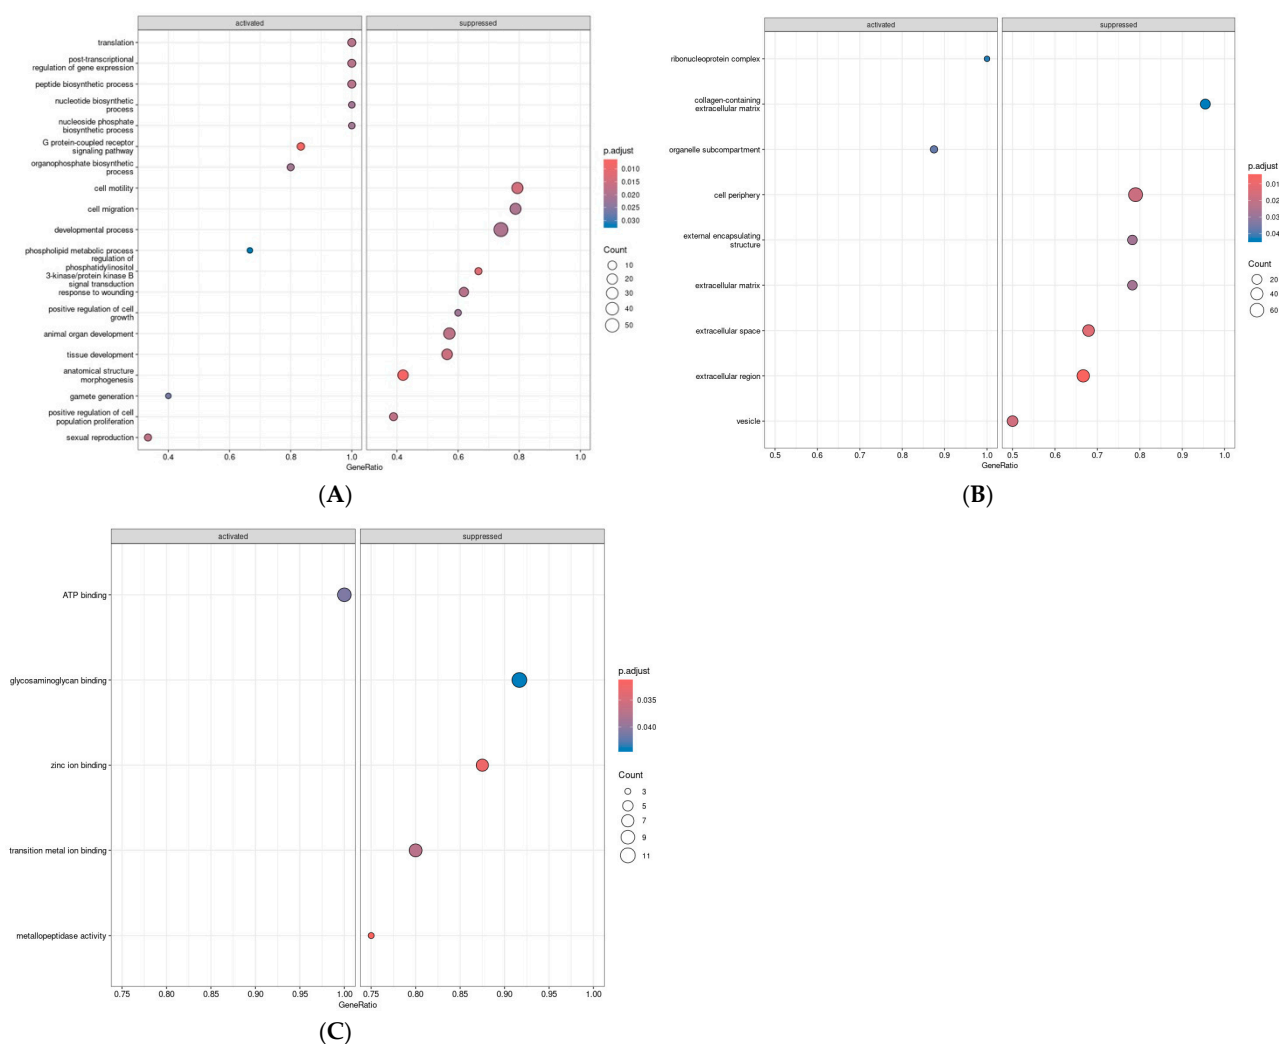 activated
suppressed
translation
post-transcriptional
regulation of gene expression
peptide biosynthetic process
nucleotide biosynthetic
process
nucleoside phosphate
biosynthetic process
G protein-coupled receptor
signaling pathway
organophosphate biosynthetic
process
cell motility
cell migration
developmental process
phospholipid metabolic process
regulation of
phosphatidylinositol
3-kinase/protein kinase B
signal transduction
response to wounding
positive regulation of cell
growth
animal organ development
tissue development
anatomical structure
morphogenesis
gamete generation
positive regulation of cell
population proliferation
sexual reproduction
0.4 0.6 0.8 1.0 0.4 0.6 0.8 1.0
GeneRatio
p.adjust
0.010
0.015
0.020
0.025
0.030
Count
10
20
30
40
50
(A)
activated
suppressed
ribonucleoprotein complex
collagen-containing
extracellular matrix
organelle subcompartment
cell periphery
external encapsulating
structure
extracellular matrix
extracellular space
extracellular region
vesicle
0.5 0.6 0.7 0.8 0.9 1.0 0.5 0.6 0.7 0.8 0.9 1.0
GeneRatio
p.adjust
0.01
0.02
0.03
0.04
Count
20
40
60
(B)
activated
suppressed
ATP binding
glycosaminoglycan binding
zinc ion binding
transition metal ion binding
metallopeptidase activity
0.75 0.80 0.85 0.90 0.95 1.00 0.75 0.80 0.85 0.90 0.95 1.00
GeneRatio
p.adjust
0.035
0.040
Count
3
5
7
9
11
(C)